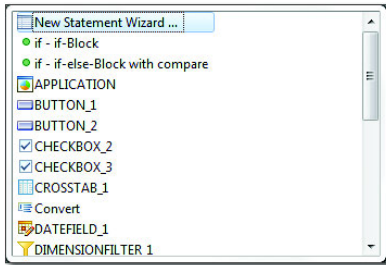 New Statement Wizard ...
if - if-Block
if - if-else-Block with compare
APPLICATION
BUTTON_1
BUTTON_2
CHECKBOX_2
CHECKBOX_3
CROSSTAB_1
Convert
DATEFIELD_1
DIMENSIONFILTER 1